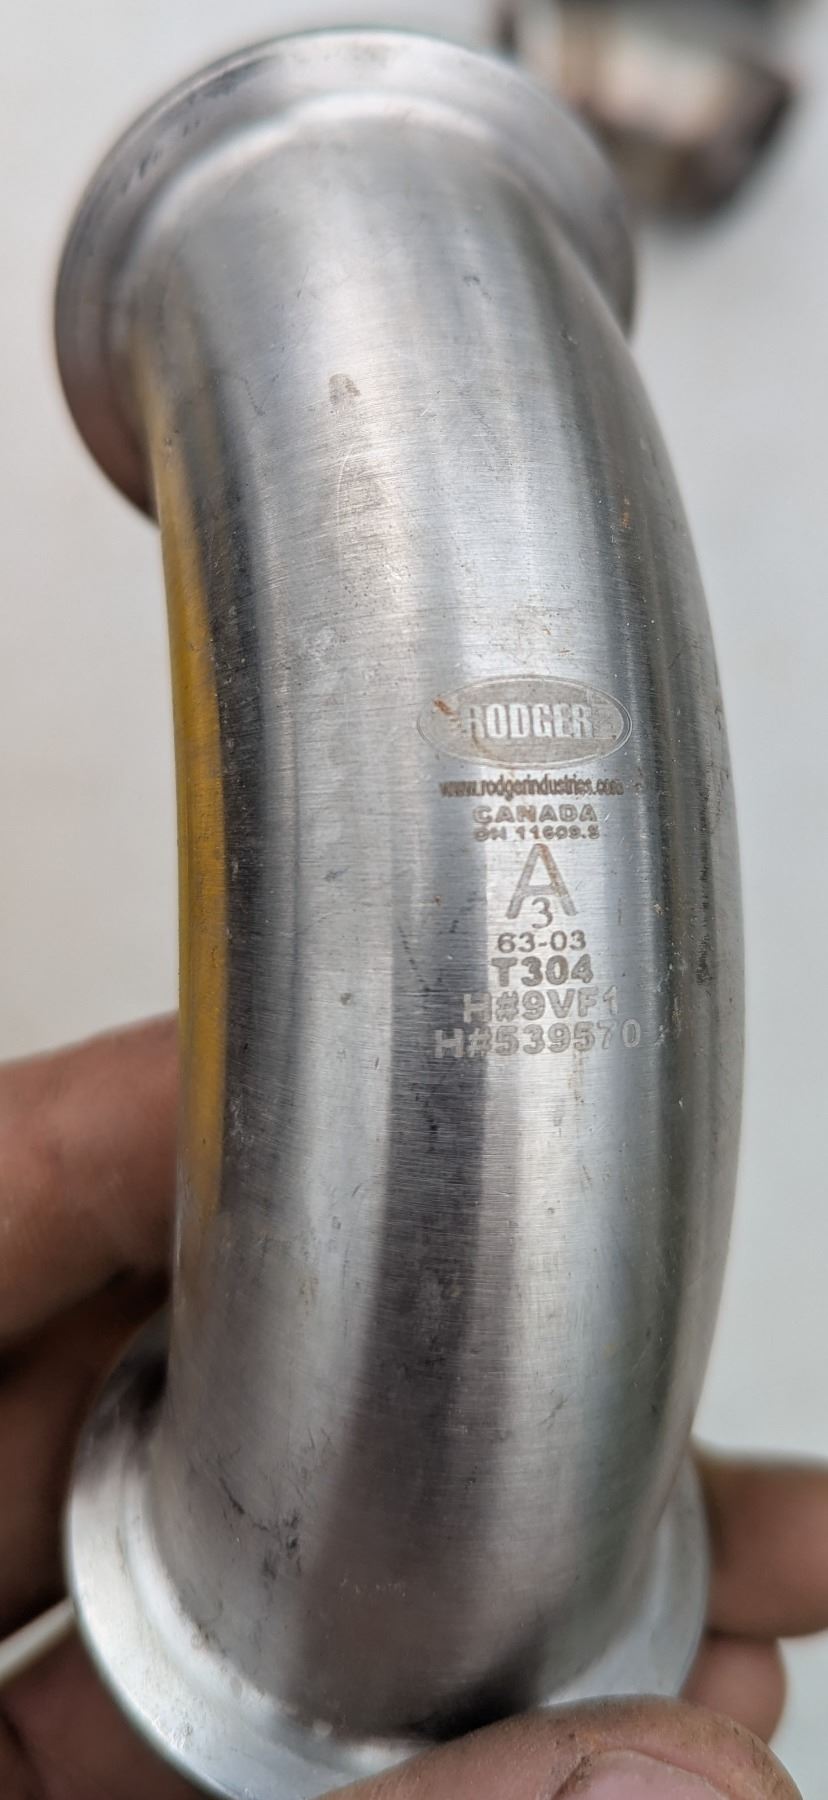 RODGER
www.rodgerindustries.com
CANADA
A
3
63-03
T304
H#9VF1
H#539570